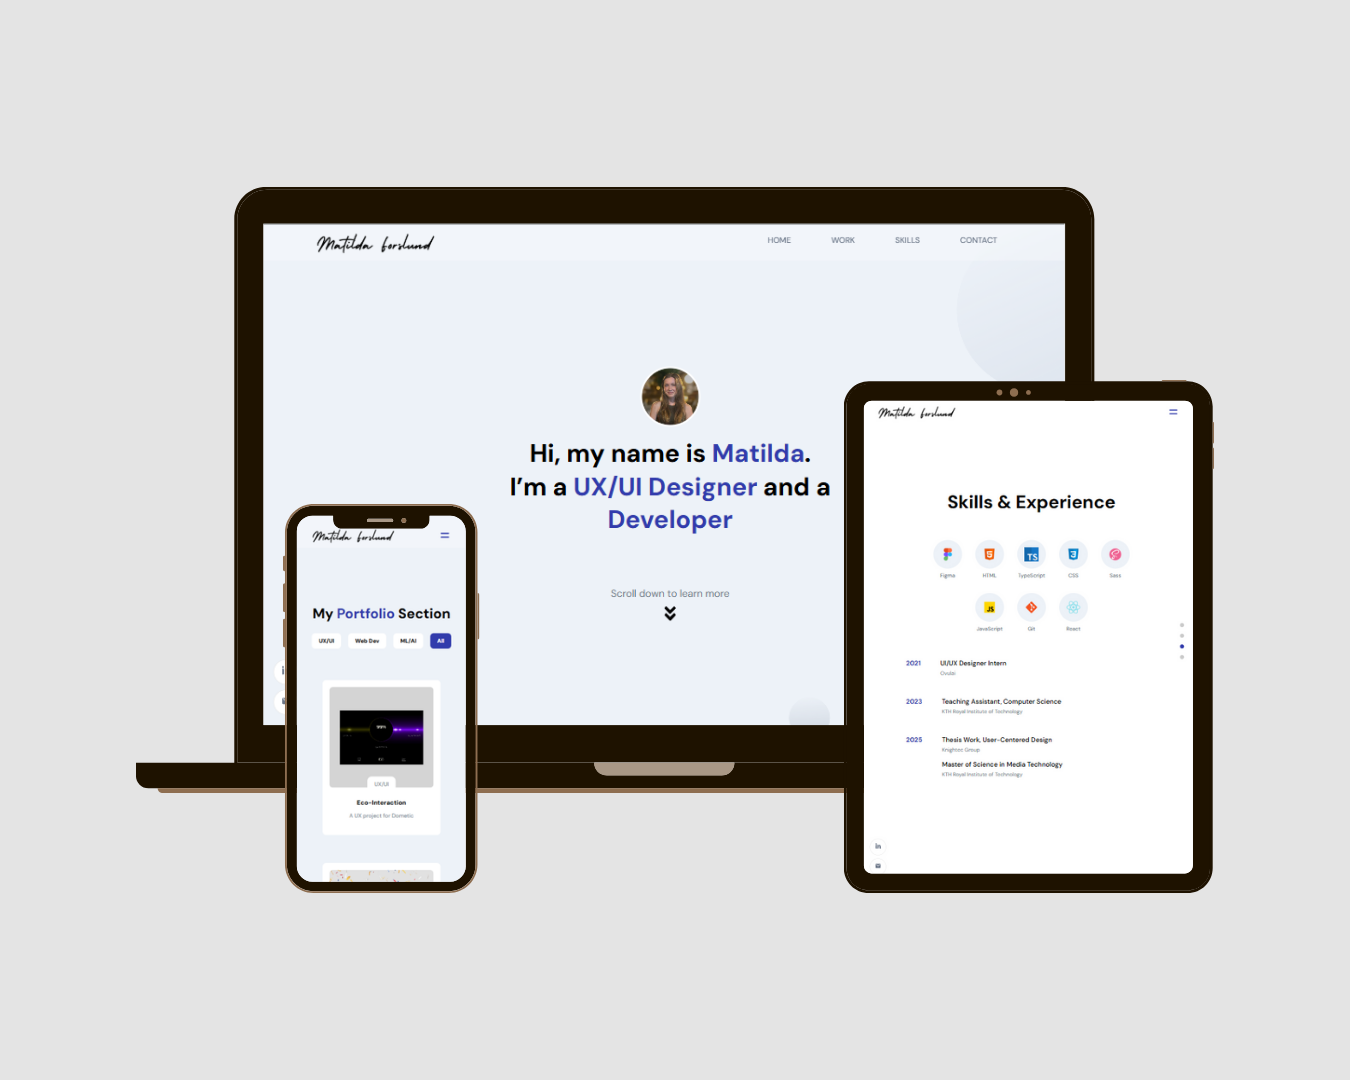 Matilda Forslund
HOME WORK SKILLS CONTACT
Hi, my name is Matilda.
I'm a UX/UI Designer and a
Developer
Scroll down to learn more
Matilda Forslund
My Portfolio Section
UX/UI Web Dev ML/AI All
UX/UI
Eco-Interaction
A UX project for Dometic
Matilda Forslund
Skills & Experience
Figma HTML TypeScript CSS Sass
JavaScript Git React
2021 UI/UX Designer Intern
2023 Teaching Assistant, Computer Science
KTH Royal Institute of Technology
2025 Thesis Work, User-Centered Design
Knightec Group
Master of Science in Media Technology
KTH Royal Institute of Technology
in